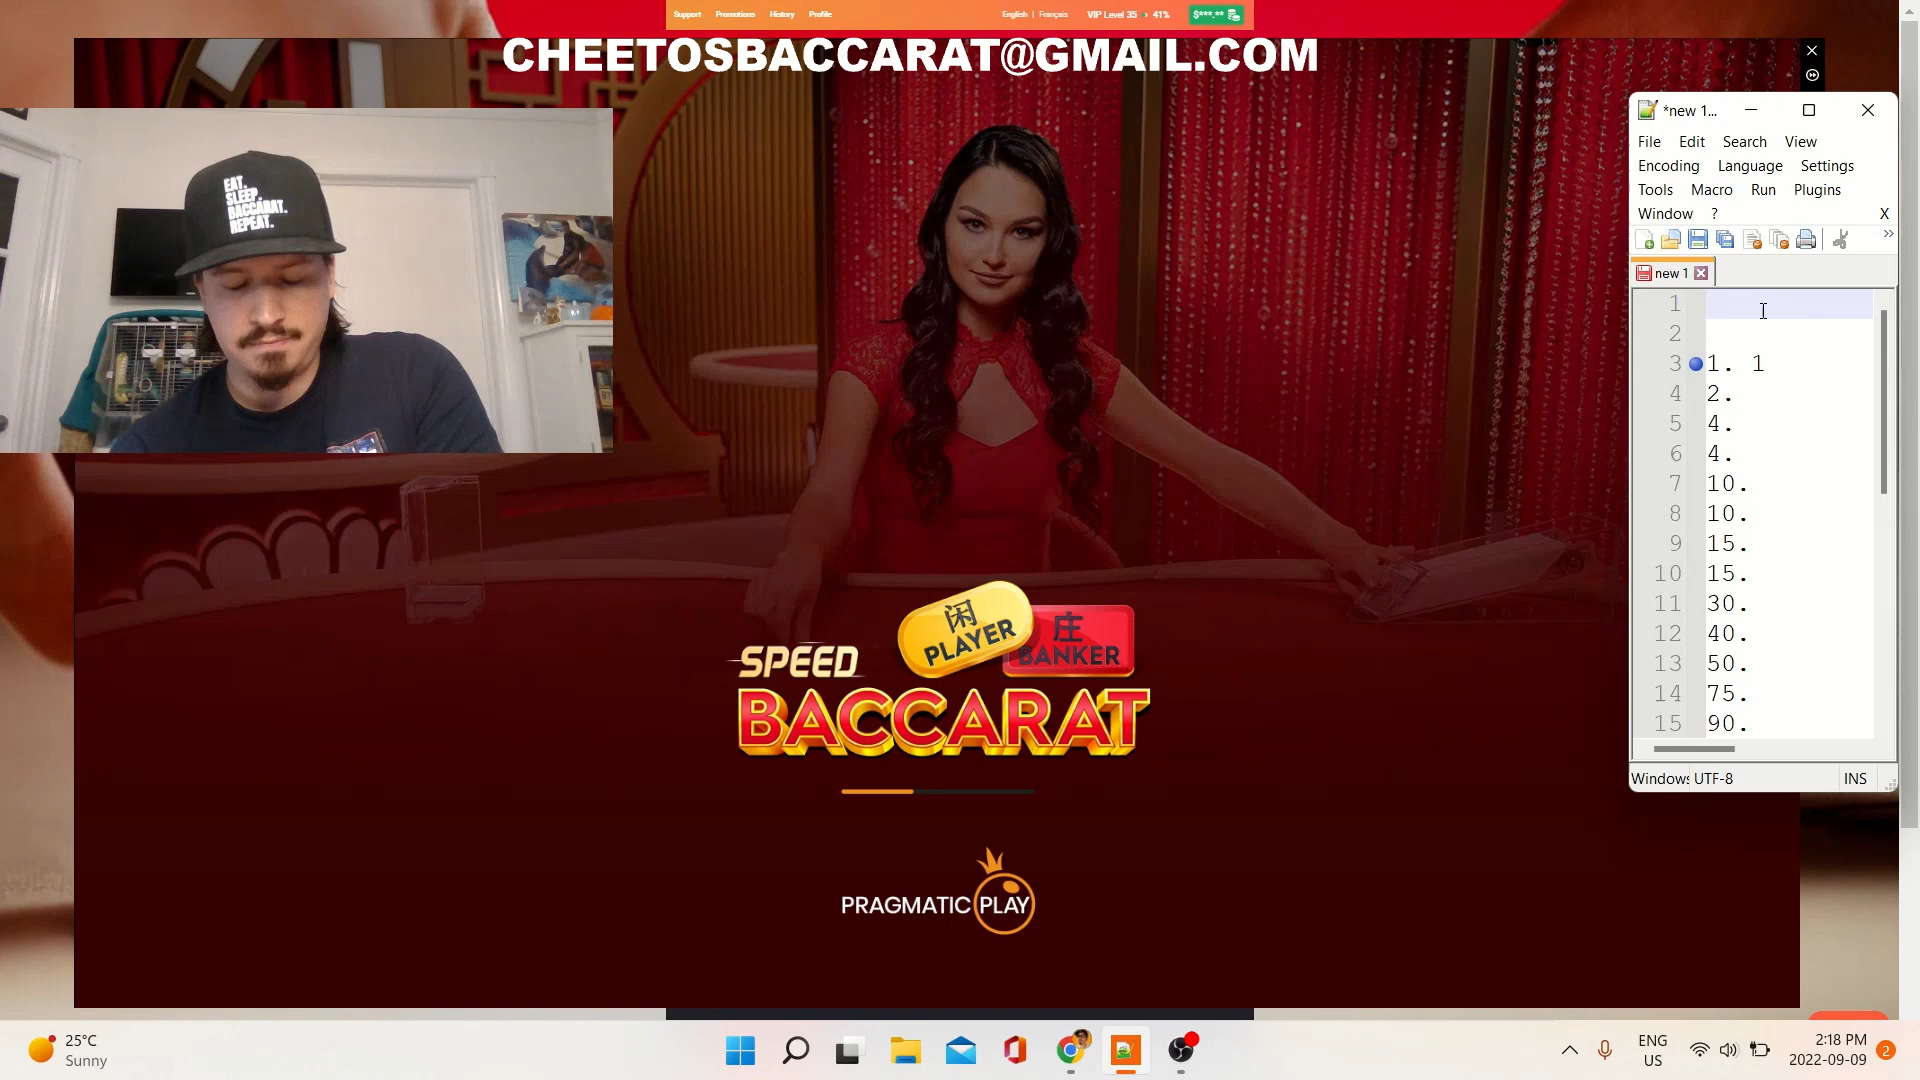 Support Promotions History Profile English | Français VIP Level 35 41% $***.**
CHEETOSBACCARAT@GMAIL.COM
EAT.
SLEEP.
BACCARAT.
REPEAT.
*new 1...
File Edit Search View
Encoding Language Settings
Tools Macro Run Plugins
Window ? X
new 1
1
2
3 1. 1
4 2.
5 4.
6 4.
7 10.
8 10.
9 15.
10 15.
11 30.
12 40.
13 50.
14 75.
15 90.
Windows UTF-8 INS
闲
PLAYER
庄
BANKER
SPEED
BACCARAT
PRAGMATIC PLAY
25°C
Sunny
ENG
US
2:18 PM
2022-09-09
2